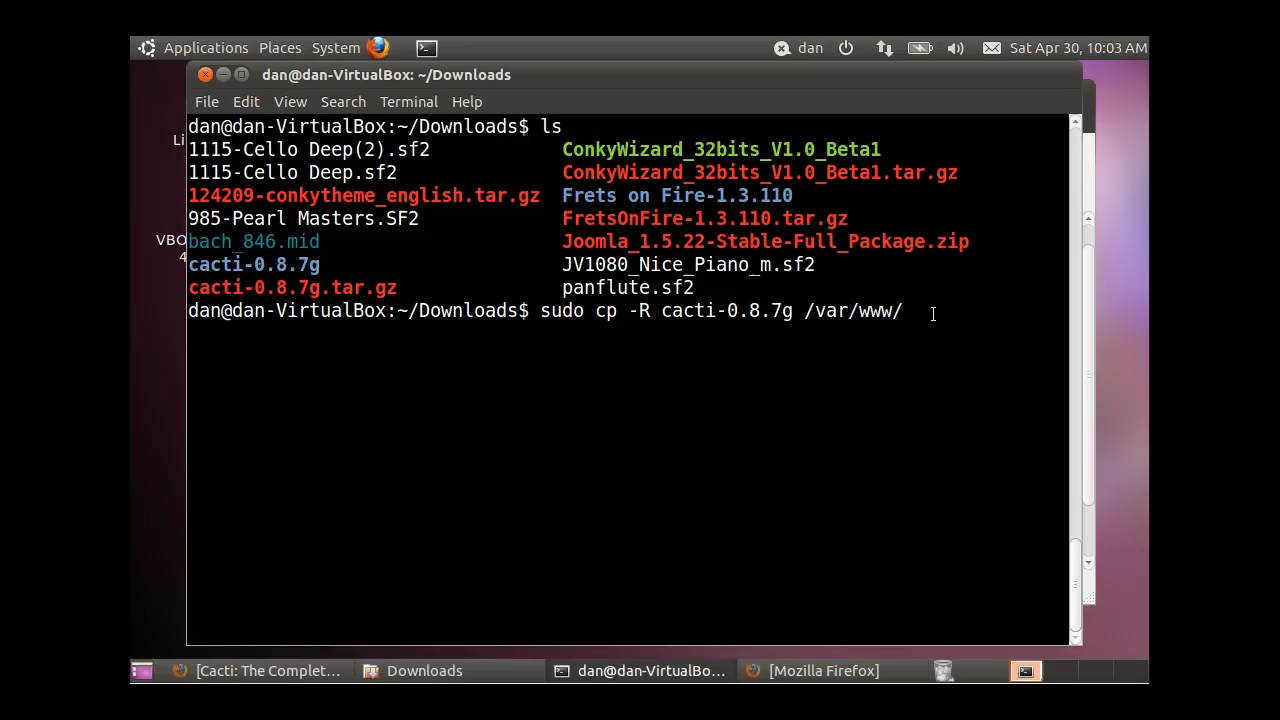 Applications Places System dan Sat Apr 30, 10:03 AM
dan@dan-VirtualBox: ~/Downloads
File Edit View Search Terminal Help
dan@dan-VirtualBox:~/Downloads$ ls
1115-Cello Deep(2).sf2 ConkyWizard_32bits_V1.0_Beta1
1115-Cello Deep.sf2 ConkyWizard_32bits_V1.0_Beta1.tar.gz
124209-conkytheme_english.tar.gz Frets on Fire-1.3.110
985-Pearl Masters.SF2 FretsOnFire-1.3.110.tar.gz
bach_846.mid Joomla_1.5.22-Stable-Full_Package.zip
cacti-0.8.7g JV1080_Nice_Piano_m.sf2
cacti-0.8.7g.tar.gz panflute.sf2
dan@dan-VirtualBox:~/Downloads$ sudo cp -R cacti-0.8.7g /var/www/
Li
VBO
4
[Cacti: The Complet... Downloads dan@dan-VirtualBo... [Mozilla Firefox]